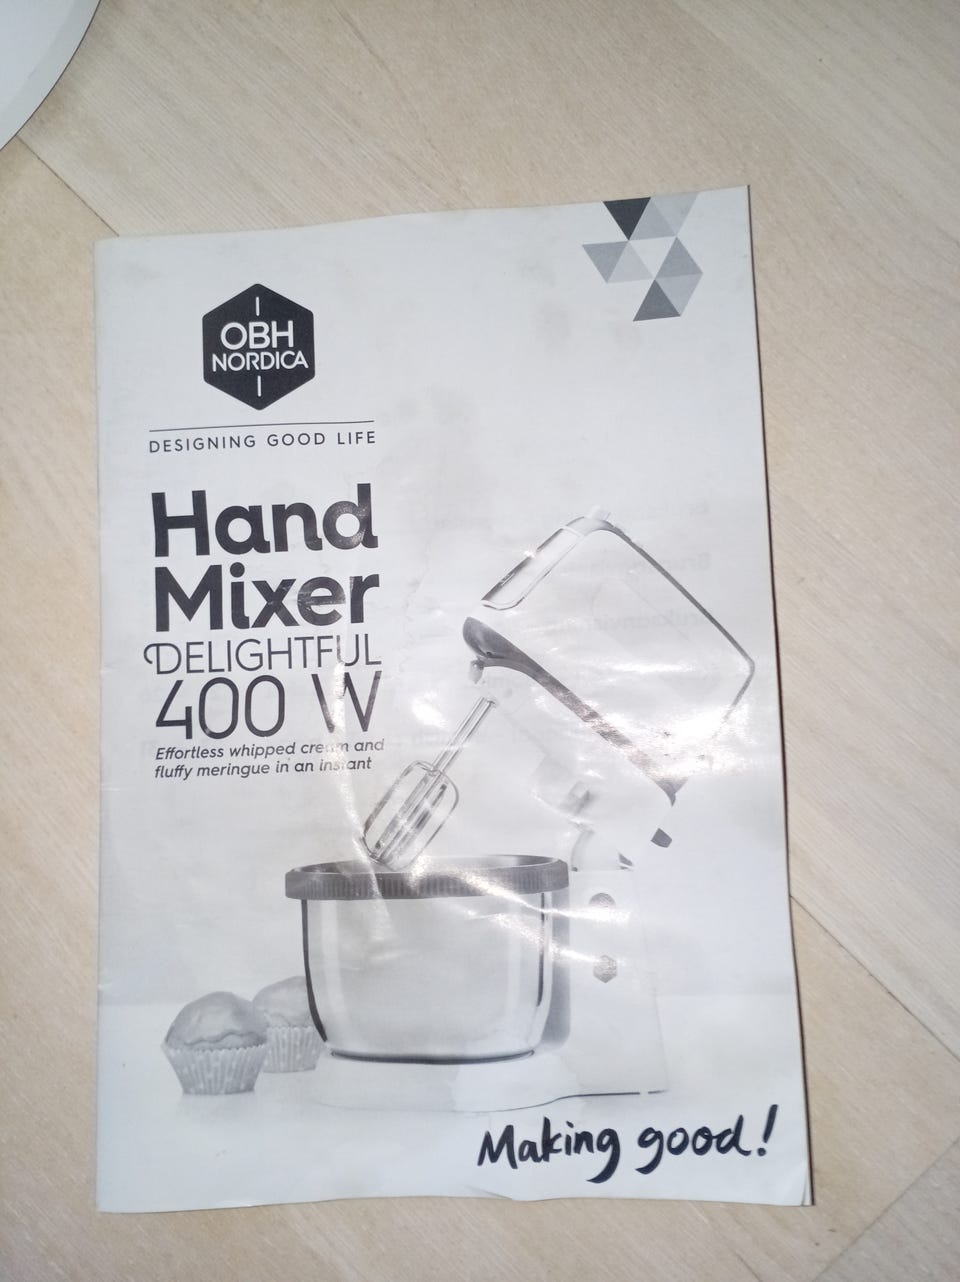 OBH
NORDICA
DESIGNING GOOD LIFE
Hand
Mixer
DELIGHTFUL
400 W
Effortless whipped cream and
fluffy meringue in an instant
Making good!